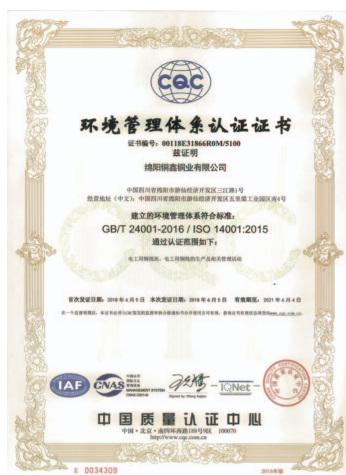 CQC
环境管理体系认证证书
证书编号：00118E31866R0M/5100
兹证明
绵阳铜鑫铜业有限公司
中国四川省绵阳市游仙经济开发区三江路1号
经营地址（中文）：中国四川省绵阳市游仙经济开发区五里梁工业园区南4号
建立的环境管理体系符合标准：
GB/T 24001-2016 / ISO 14001:2015
通过认证范围如下：
电工用铜线坯、电工用铜线的生产及相关管理活动
首次发证日期：2018年6月5日 本次发证日期：2018年6月5日 有效期至：2021年6月4日
IAF
CNAS
MANAGEMENT SYSTEM
IQNet
中国质量认证中心
中国·北京·南四环西路188号9区 100070
http://www.cqc.com.cn
0034309